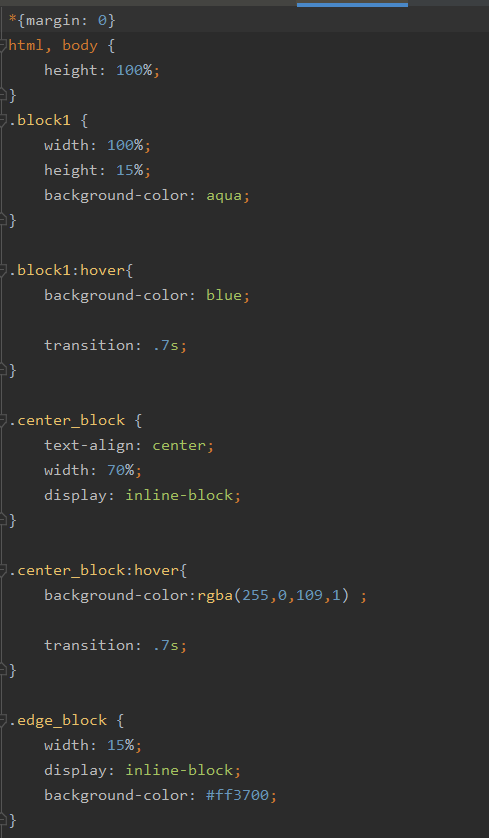 *{margin: 0}
html, body {
    height: 100%;
}
.block1 {
    width: 100%;
    height: 15%;
    background-color: aqua;
}

.block1:hover{
    background-color: blue;

    transition: .7s;
}

.center_block {
    text-align: center;
    width: 70%;
    display: inline-block;
}

.center_block:hover{
    background-color:rgba(255,0,109,1) ;

    transition: .7s;
}

.edge_block {
    width: 15%;
    display: inline-block;
    background-color: #ff3700;
}